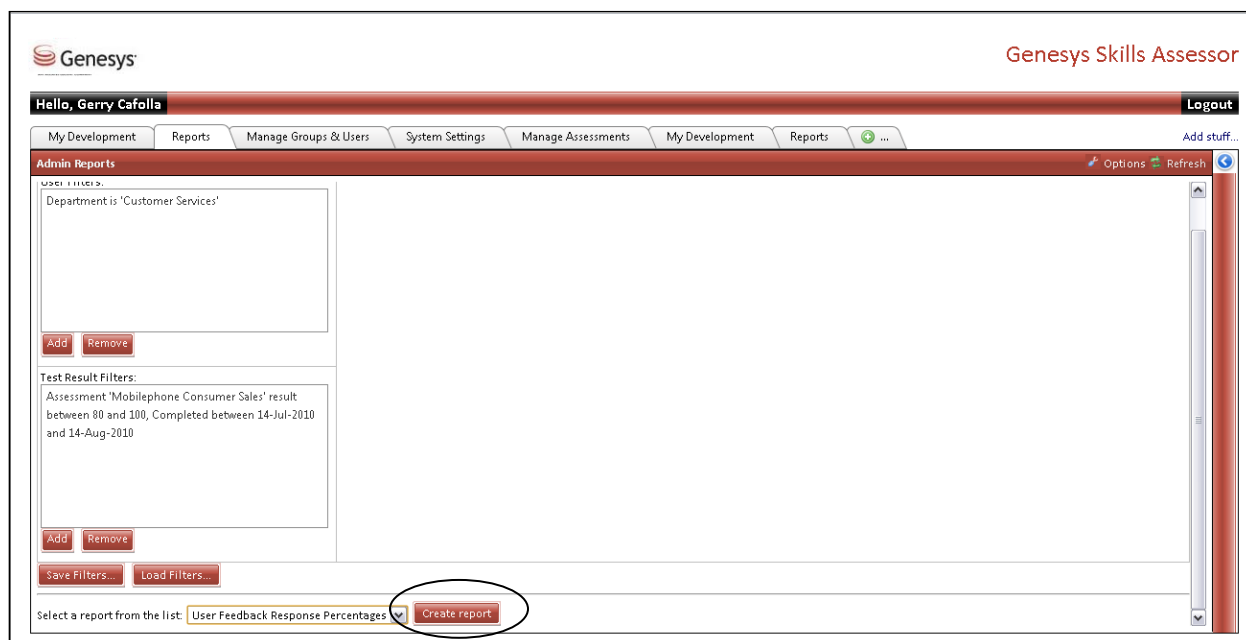 Genesys
Genesys Skills Assessor
Hello, Gerry Cafolla
Logout
My Development
Reports
Manage Groups & Users
System Settings
Manage Assessments
My Development
Reports
...
Add stuff...
Admin Reports
Options
Refresh
User Filters:
Department is 'Customer Services'
Add
Remove
Test Result Filters:
Assessment 'Mobilephone Consumer Sales' result
between 80 and 100, Completed between 14-Jul-2010
and 14-Aug-2010
Add
Remove
Save Filters...
Load Filters...
Select a report from the list:
User Feedback Response Percentages
Create report